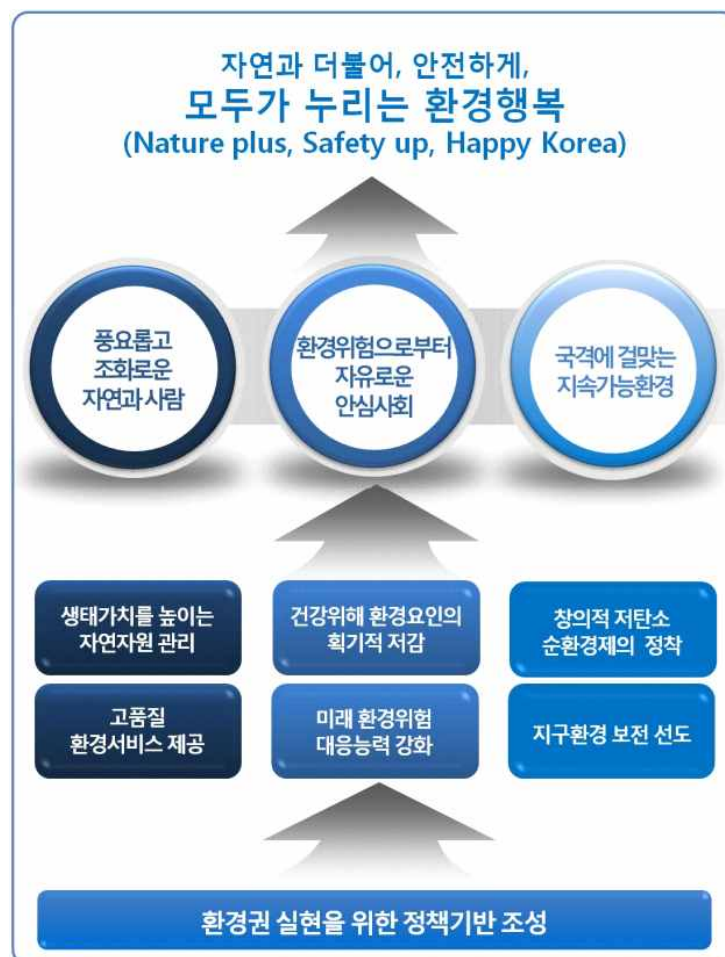 자연과 더불어, 안전하게,
모두가 누리는 환경행복
(Nature plus, Safety up, Happy Korea)
풍요롭고
조화로운
자연과 사람
환경위험으로부터
자유로운
안심사회
국격에 걸맞는
지속가능환경
생태가치를 높이는
자연자원 관리
건강위해 환경요인의
획기적 저감
창의적 저탄소
순환경제의 정착
고품질
환경서비스 제공
미래 환경위험
대응능력 강화
지구환경 보전 선도
환경권 실현을 위한 정책기반 조성